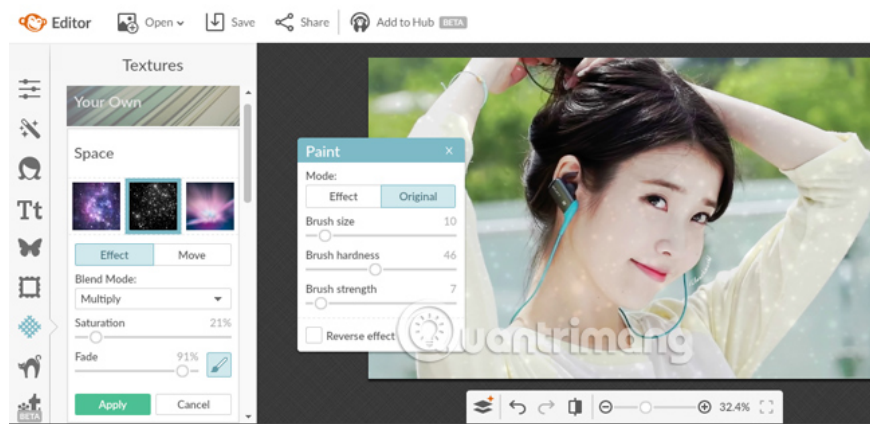 Editor
Open
Save
Share
Add to Hub BETA
Textures
Your Own
Space
Effect
Move
Blend Mode:
Multiply
Saturation 21%
Fade 91%
Apply
Cancel
BETA
Paint ×
Mode:
Effect
Original
Brush size 10
Brush hardness 46
Brush strength 7
Reverse effect
Quantrimang
Tt
32.4%